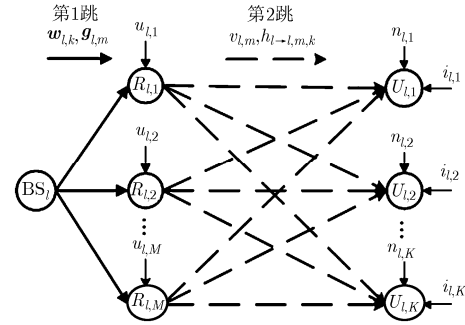 第1跳 第2跳
w_{l,k}, g_{l,m} u_{l,1} v_{l,m}, h_{l→l,m,k} n_{l,1}
R_{l,1} U_{l,1} i_{l,1}
u_{l,2} n_{l,2}
BS_l R_{l,2} U_{l,2} i_{l,2}
⋮ ⋮
u_{l,M} n_{l,K}
R_{l,M} U_{l,K} i_{l,K}